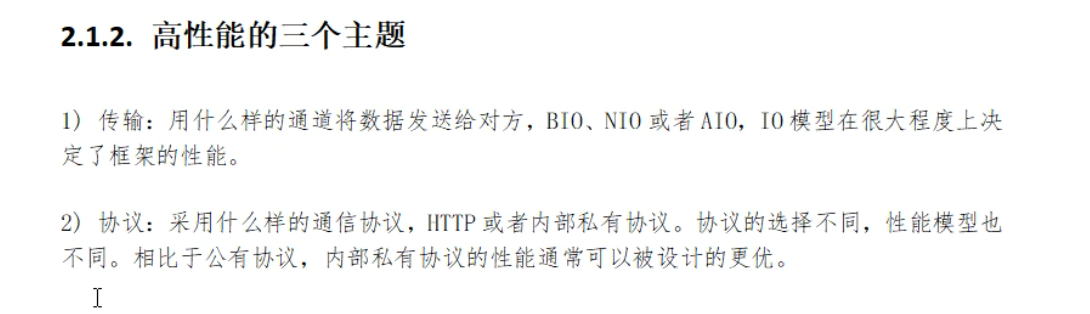 2.1.2. 高性能的三个主题
1) 传输：用什么样的通道将数据发送给对方，BIO、NIO 或者 AIO，IO 模型在很大程度上决
定了框架的性能。
2) 协议：采用什么样的通信协议，HTTP 或者内部私有协议。协议的选择不同，性能模型也
不同。相比于公有协议，内部私有协议的性能通常可以被设计的更优。